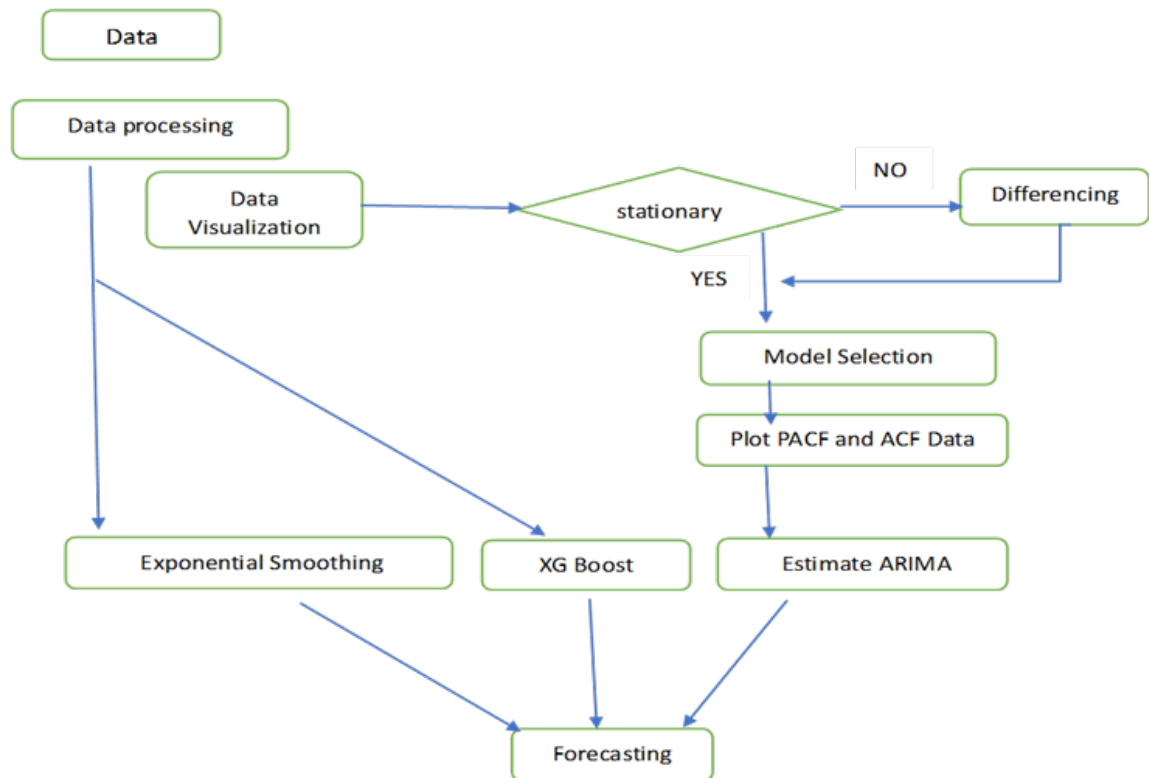 Data
Data processing
Data
Visualization
stationary
NO
Differencing
YES
Model Selection
Plot PACF and ACF Data
Exponential Smoothing
XG Boost
Estimate ARIMA
Forecasting